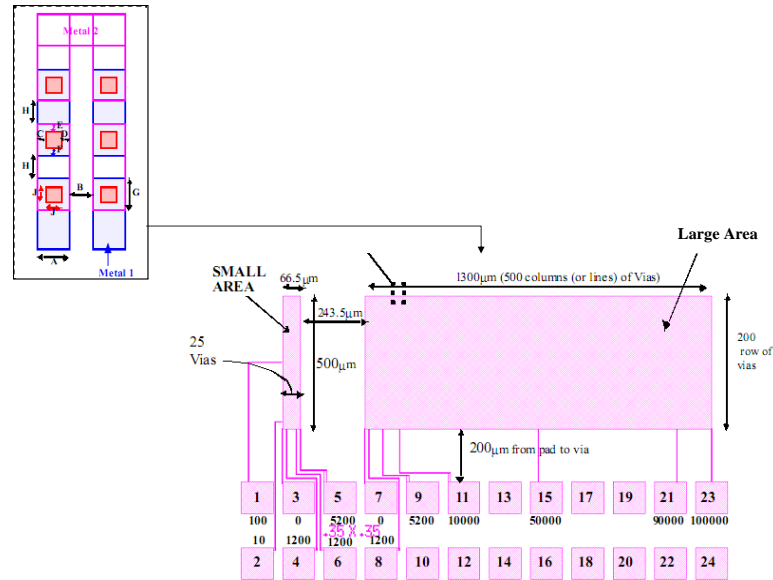 Metal 2
H
E
C
D
F
H
B
G
J
J
A
Metal 1
Large Area
SMALL
AREA
66.5µm
1300µm (500 columns (or lines) of Vias)
243.5µm
25
Vias
500µm
200
row of
vias
200µm from pad to via
1 3 5 7 9 11 13 15 17 19 21 23
100 0 5200 0 5200 10000 50000 90000 100000
.35 X .35
10 1200 1200 1200
2 4 6 8 10 12 14 16 18 20 22 24